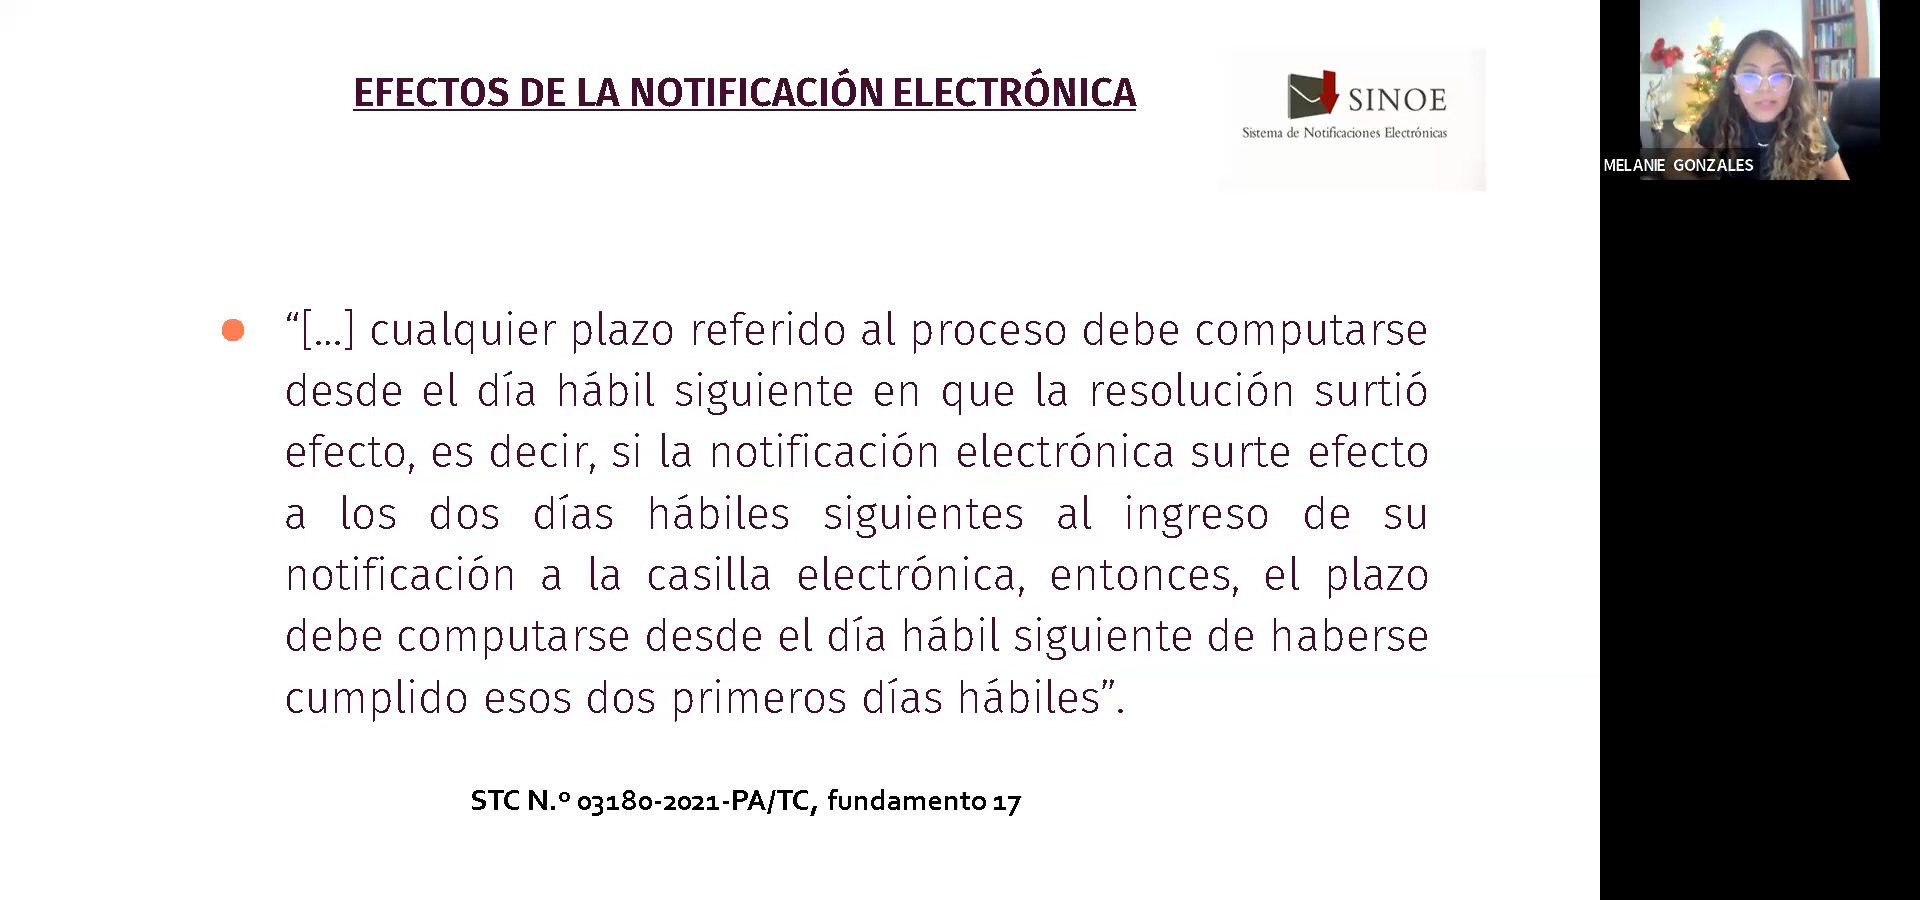 EFECTOS DE LA NOTIFICACIÓN ELECTRÓNICA
SINOE
Sistema de Notificaciones Electrónicas
MELANIE GONZALES
“[…] cualquier plazo referido al proceso debe computarse
desde el día hábil siguiente en que la resolución surtió
efecto, es decir, si la notificación electrónica surte efecto
a los dos días hábiles siguientes al ingreso de su
notificación a la casilla electrónica, entonces, el plazo
debe computarse desde el día hábil siguiente de haberse
cumplido esos dos primeros días hábiles”.
STC N.º 03180-2021-PA/TC, fundamento 17